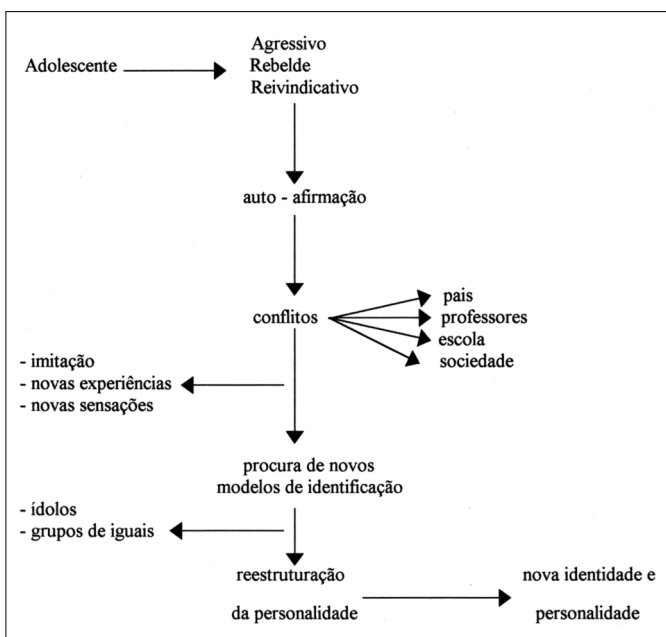 Adolescente
Agressivo
Rebelde
Reivindicativo
auto - afirmação
conflitos
pais
professores
escola
sociedade
- imitação
- novas experiências
- novas sensações
procura de novos
modelos de identificação
- ídolos
- grupos de iguais
reestruturação
da personalidade
nova identidade e
personalidade